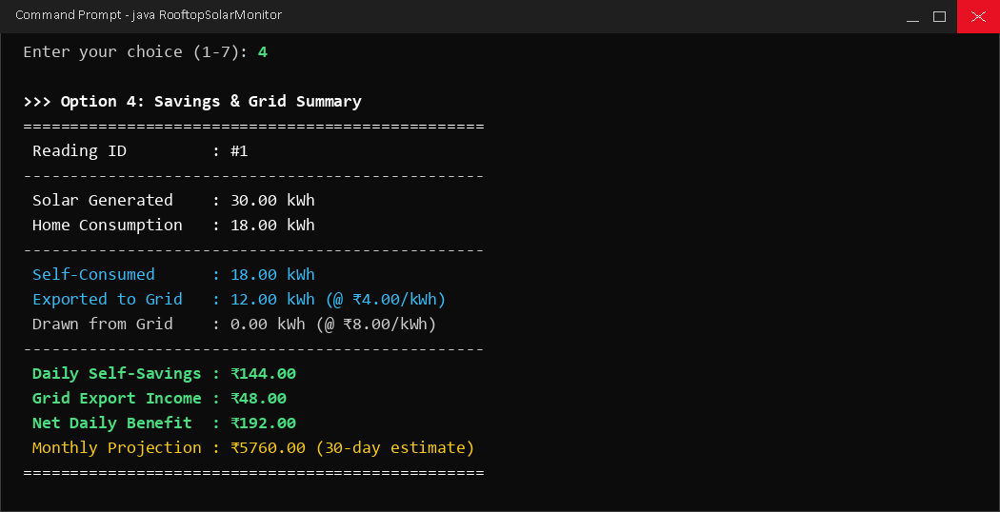 Command Prompt - java RooftopSolarMonitor
Enter your choice (1-7): 4
>>> Option 4: Savings & Grid Summary
=================================================
Reading ID         : #1
-------------------------------------------------
Solar Generated    : 30.00 kWh
Home Consumption   : 18.00 kWh
-------------------------------------------------
Self-Consumed      : 18.00 kWh
Exported to Grid   : 12.00 kWh (@ ₹4.00/kWh)
Drawn from Grid    : 0.00 kWh (@ ₹8.00/kWh)
-------------------------------------------------
Daily Self-Savings : ₹144.00
Grid Export Income : ₹48.00
Net Daily Benefit  : ₹192.00
Monthly Projection : ₹5760.00 (30-day estimate)
=================================================